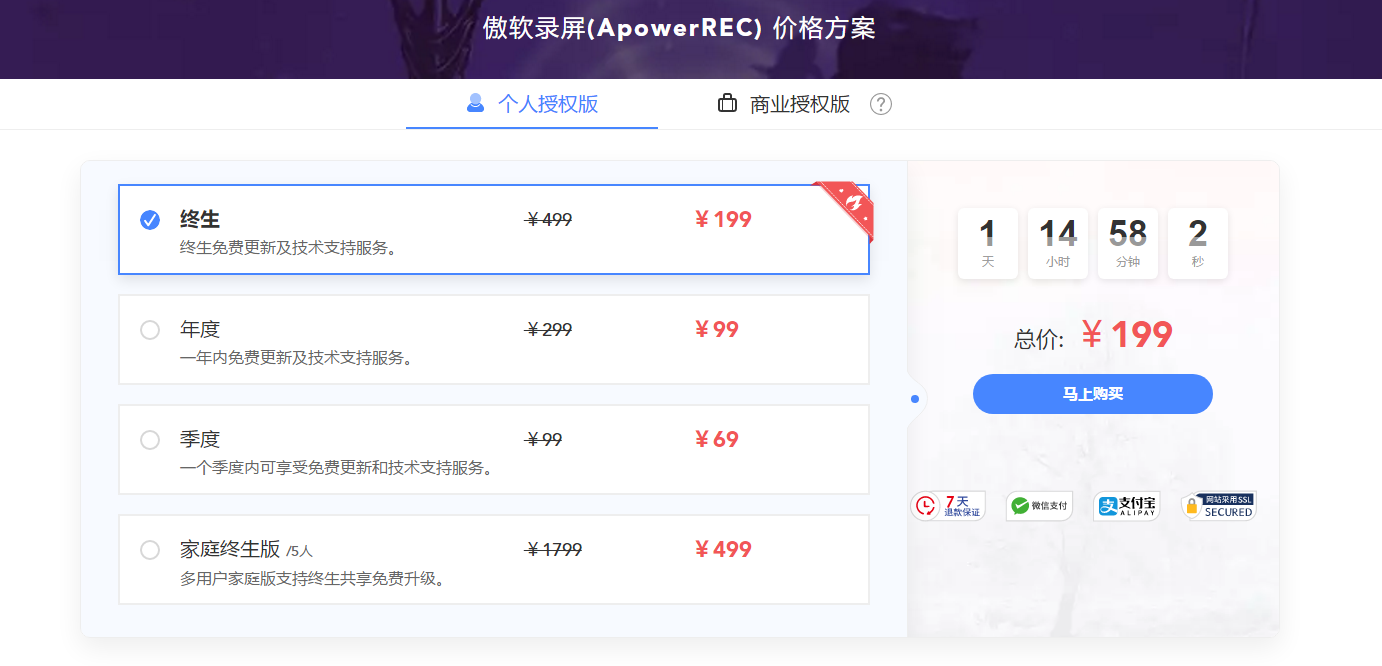 傲软录屏(ApowerREC) 价格方案
个人授权版
商业授权版
?
终生
¥499
¥199
终生免费更新及技术支持服务。
年度
¥299
¥99
一年内免费更新及技术支持服务。
季度
¥99
¥69
一个季度内可享受免费更新和技术支持服务。
家庭终生版 /5人
¥1799
¥499
多用户家庭版支持终生共享免费升级。
1 14 58 2
天 小时 分钟 秒
总价: ¥199
马上购买
7天
退款保证
微信支付
支付宝
ALIPAY
网站采用SSL
SECURED